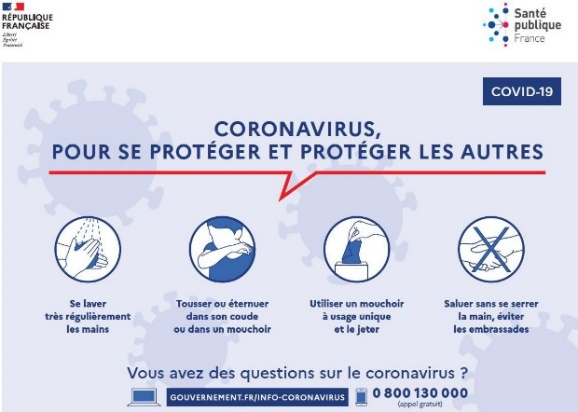 RÉPUBLIQUE
FRANÇAISE
Liberté
Égalité
Fraternité
Santé
publique
France
COVID-19
CORONAVIRUS,
POUR SE PROTÉGER ET PROTÉGER LES AUTRES
Se laver
très régulièrement
les mains
Tousser ou éternuer
dans son coude
ou dans un mouchoir
Utiliser un mouchoir
à usage unique
et le jeter
Saluer sans se serrer
la main, éviter
les embrassades
Vous avez des questions sur le coronavirus ?
GOUVERNEMENT.FR/INFO-CORONAVIRUS
0 800 130 000
(appel gratuit)